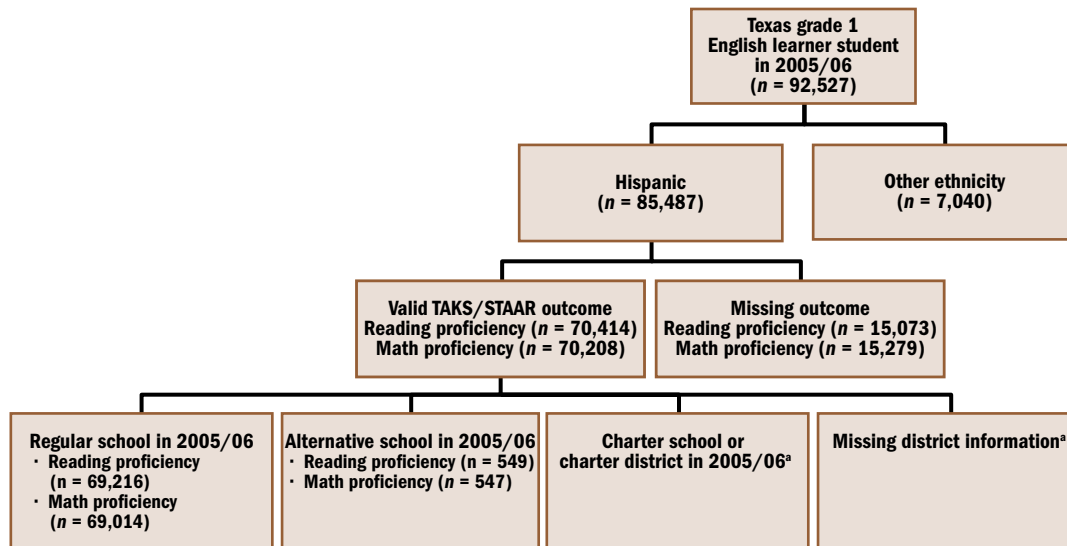 Texas grade 1
English learner student
in 2005/06
(n = 92,527)
Hispanic
(n = 85,487)
Other ethnicity
(n = 7,040)
Valid TAKS/STAAR outcome
Reading proficiency (n = 70,414)
Math proficiency (n = 70,208)
Missing outcome
Reading proficiency (n = 15,073)
Math proficiency (n = 15,279)
Regular school in 2005/06
· Reading proficiency
(n = 69,216)
· Math proficiency
(n = 69,014)
Alternative school in 2005/06
· Reading proficiency (n = 549)
· Math proficiency (n = 547)
Charter school or
charter district in 2005/06ᵃ
Missing district informationᵃ